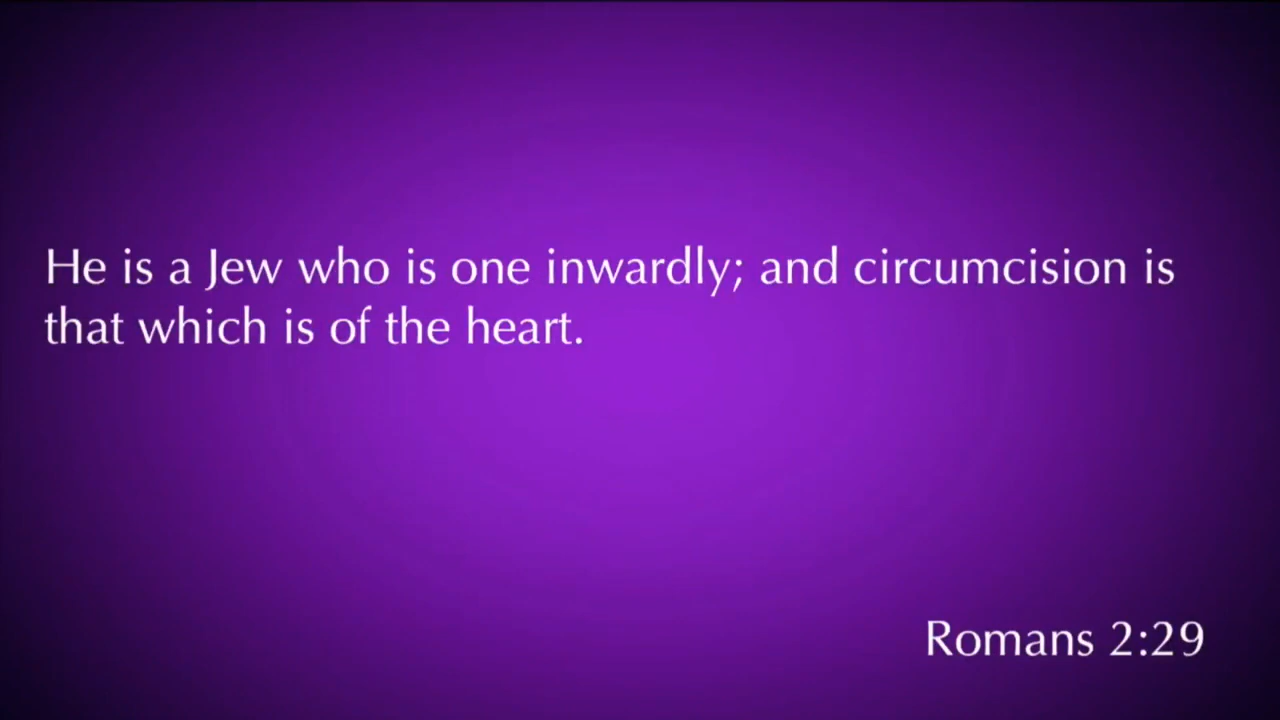 He is a Jew who is one inwardly; and circumcision is
that which is of the heart.
Romans 2:29